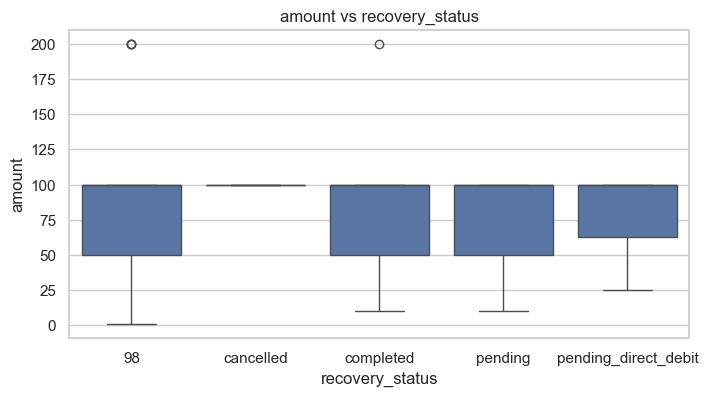 amount vs recovery_status
200
175
150
125
100
75
50
25
0
amount
98 cancelled completed pending pending_direct_debit
recovery_status